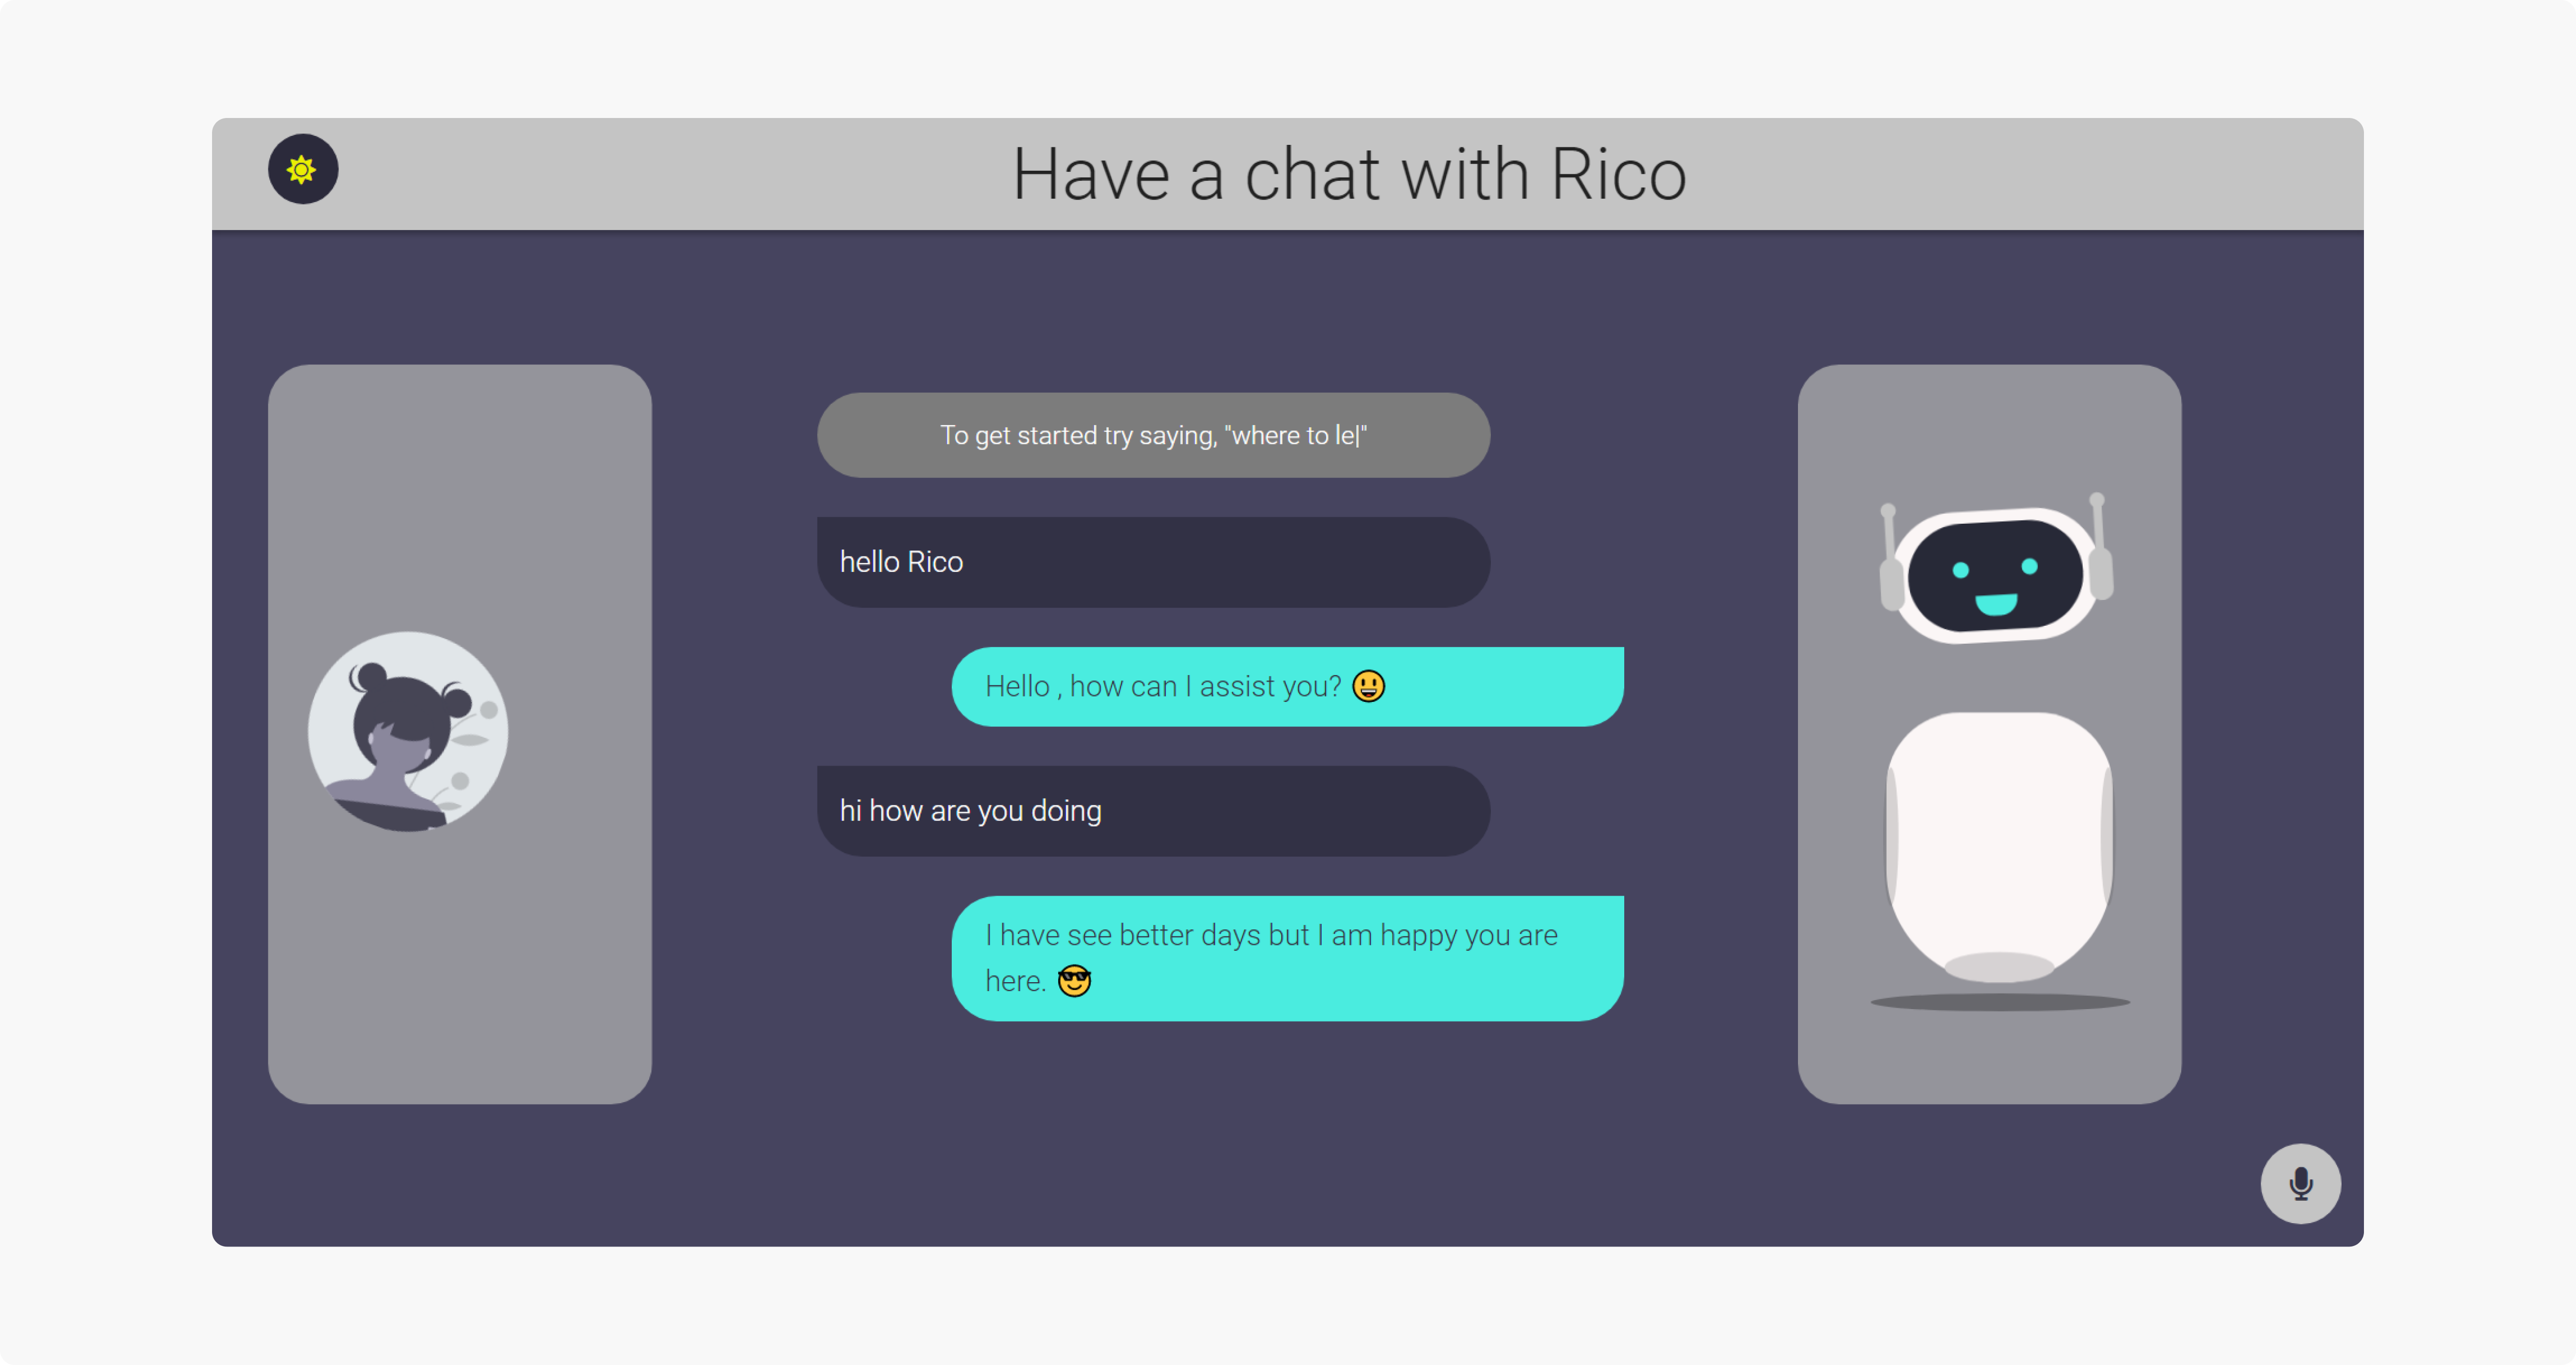 Have a chat with Rico
To get started try saying, "where to le|"
hello Rico
Hello , how can I assist you? 😃
hi how are you doing
I have see better days but I am happy you are
here. 😎